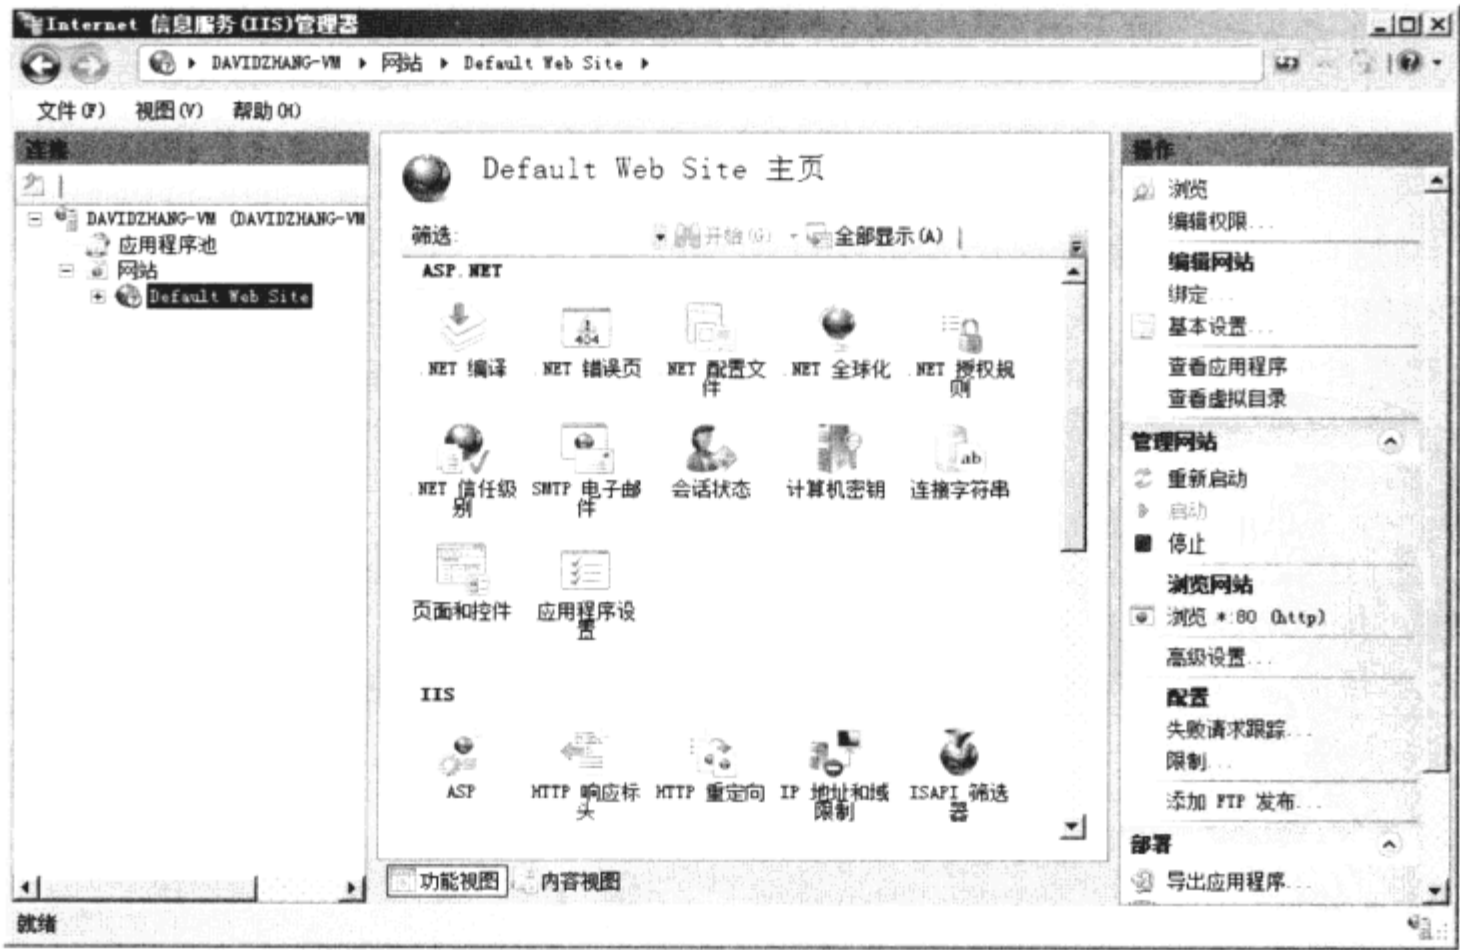 Internet 信息服务(IIS)管理器
DAVIDZHANG-VM 网站 Default Web Site
文件(F) 视图(V) 帮助(H)
连接
DAVIDZHANG-VM (DAVIDZHANG-VM
应用程序池
网站
Default Web Site
Default Web Site 主页
筛选: 开始(G) 全部显示(A)
ASP.NET
.NET 编译
.NET 错误页
404
.NET 配置文
件
.NET 全球化
.NET 授权规
则
.NET 信任级
别
SMTP 电子邮
件
会话状态
计算机密钥
ab
连接字符串
页面和控件
应用程序设
置
IIS
ASP
HTTP 响应标
头
HTTP 重定向
IP 地址和域
限制
ISAPI 筛选
器
功能视图 内容视图
操作
浏览
编辑权限...
编辑网站
绑定...
基本设置...
查看应用程序
查看虚拟目录
管理网站
重新启动
启动
停止
浏览网站
浏览 *:80 (http)
高级设置...
配置
失败请求跟踪...
限制...
添加 FTP 发布...
部署
导出应用程序...
就绪